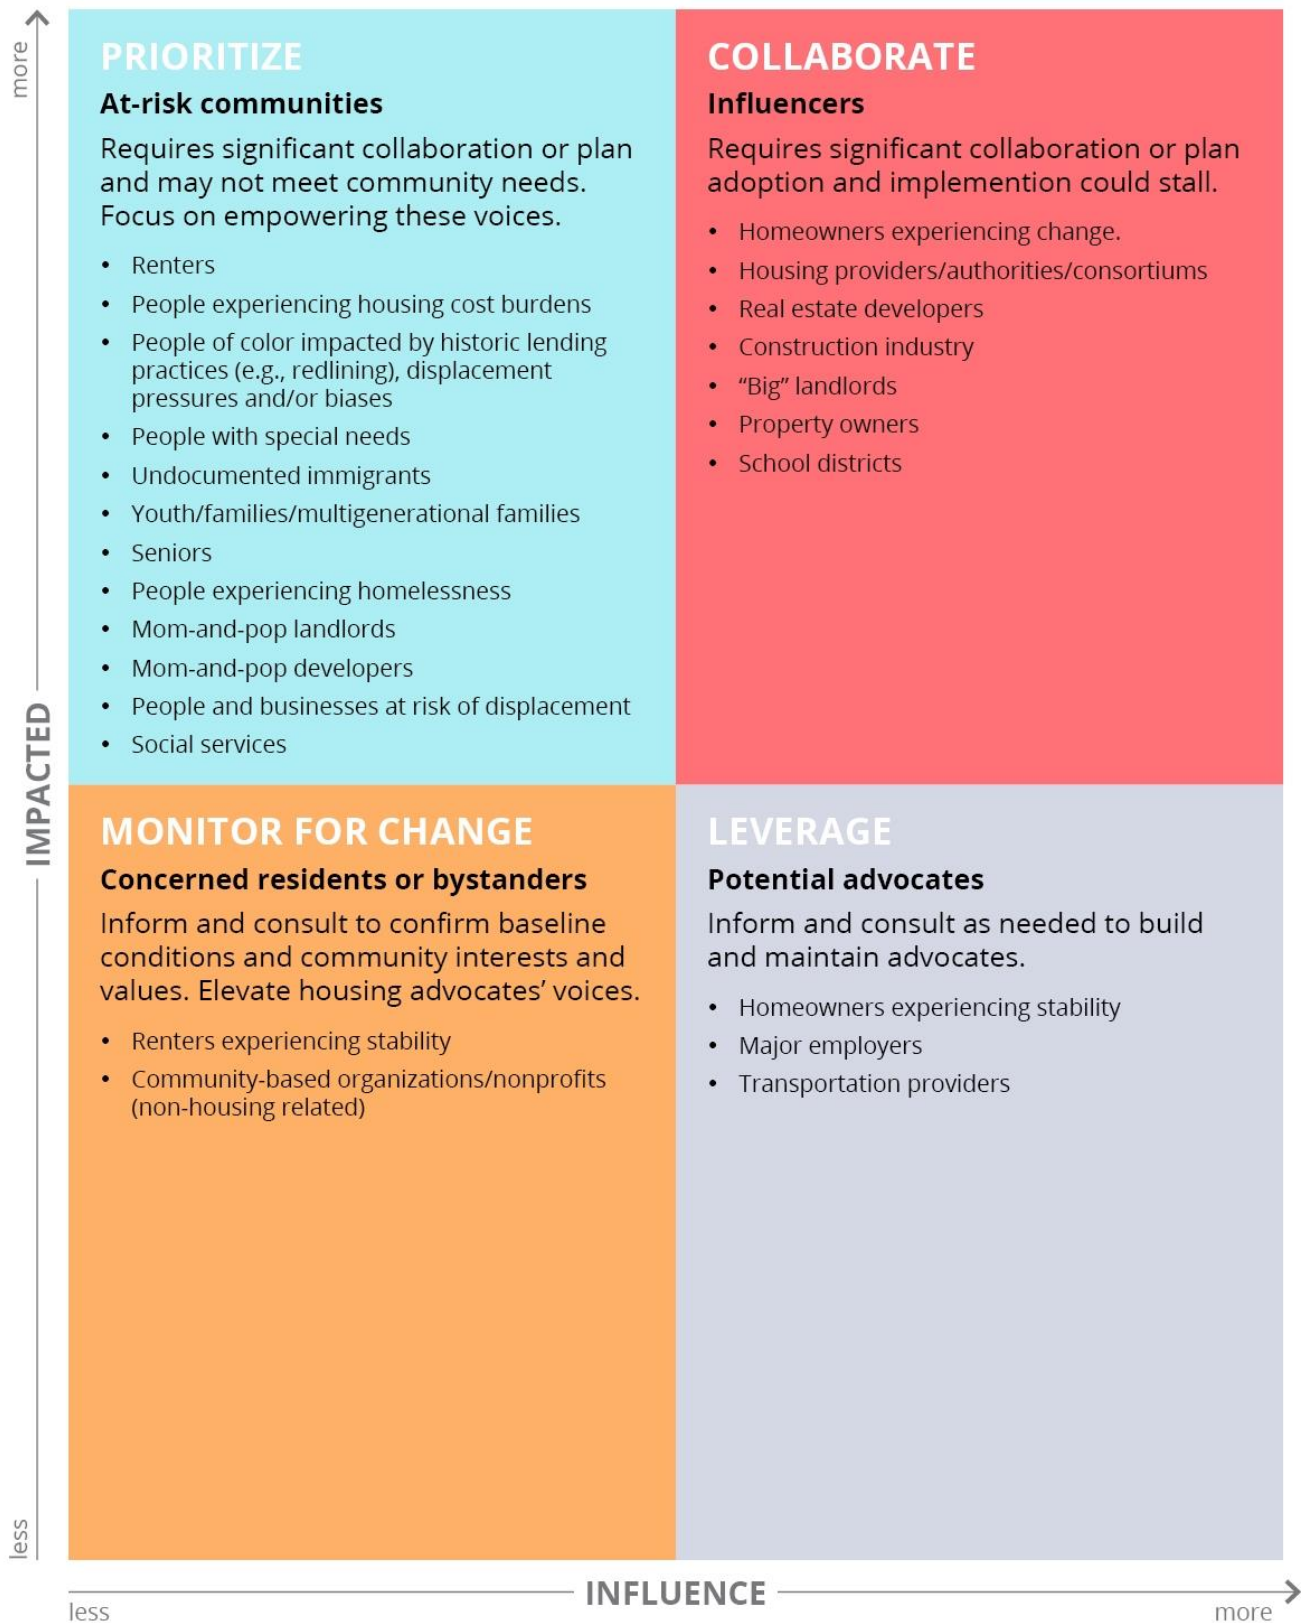 more
PRIORITIZE
At-risk communities
Requires significant collaboration or plan
and may not meet community needs.
Focus on empowering these voices.
• Renters
• People experiencing housing cost burdens
• People of color impacted by historic lending
practices (e.g., redlining), displacement
pressures and/or biases
• People with special needs
• Undocumented immigrants
• Youth/families/multigenerational families
• Seniors
• People experiencing homelessness
• Mom-and-pop landlords
• Mom-and-pop developers
• People and businesses at risk of displacement
• Social services
COLLABORATE
Influencers
Requires significant collaboration or plan
adoption and implemention could stall.
• Homeowners experiencing change.
• Housing providers/authorities/consortiums
• Real estate developers
• Construction industry
• “Big” landlords
• Property owners
• School districts
IMPACTED
MONITOR FOR CHANGE
Concerned residents or bystanders
Inform and consult to confirm baseline
conditions and community interests and
values. Elevate housing advocates’ voices.
• Renters experiencing stability
• Community-based organizations/nonprofits
(non-housing related)
LEVERAGE
Potential advocates
Inform and consult as needed to build
and maintain advocates.
• Homeowners experiencing stability
• Major employers
• Transportation providers
less
INFLUENCE
less
more